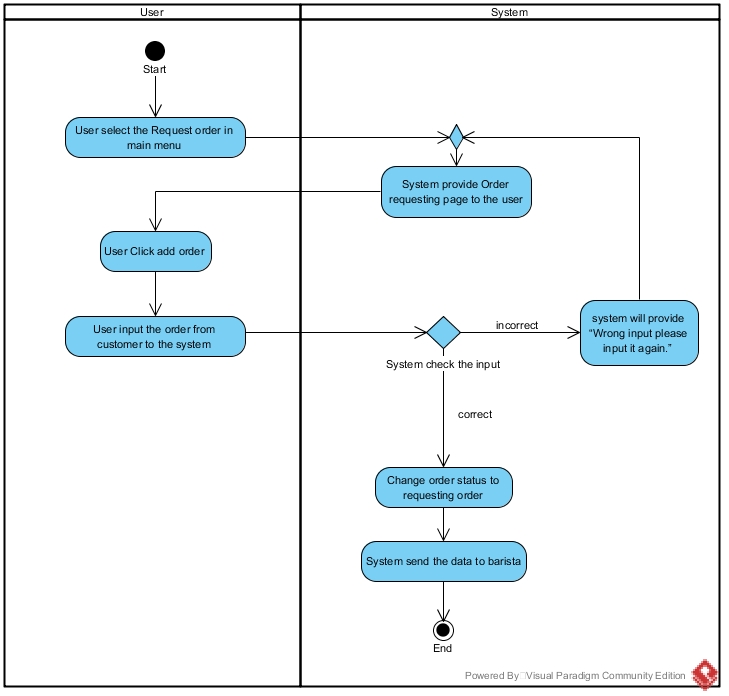 User
System
Start
User select the Request order in
main menu
System provide Order
requesting page to the user
User Click add order
User input the order from
customer to the system
incorrect
system will provide
“Wrong input please
input it again.”
System check the input
correct
Change order status to
requesting order
System send the data to barista
End
Powered By Visual Paradigm Community Edition